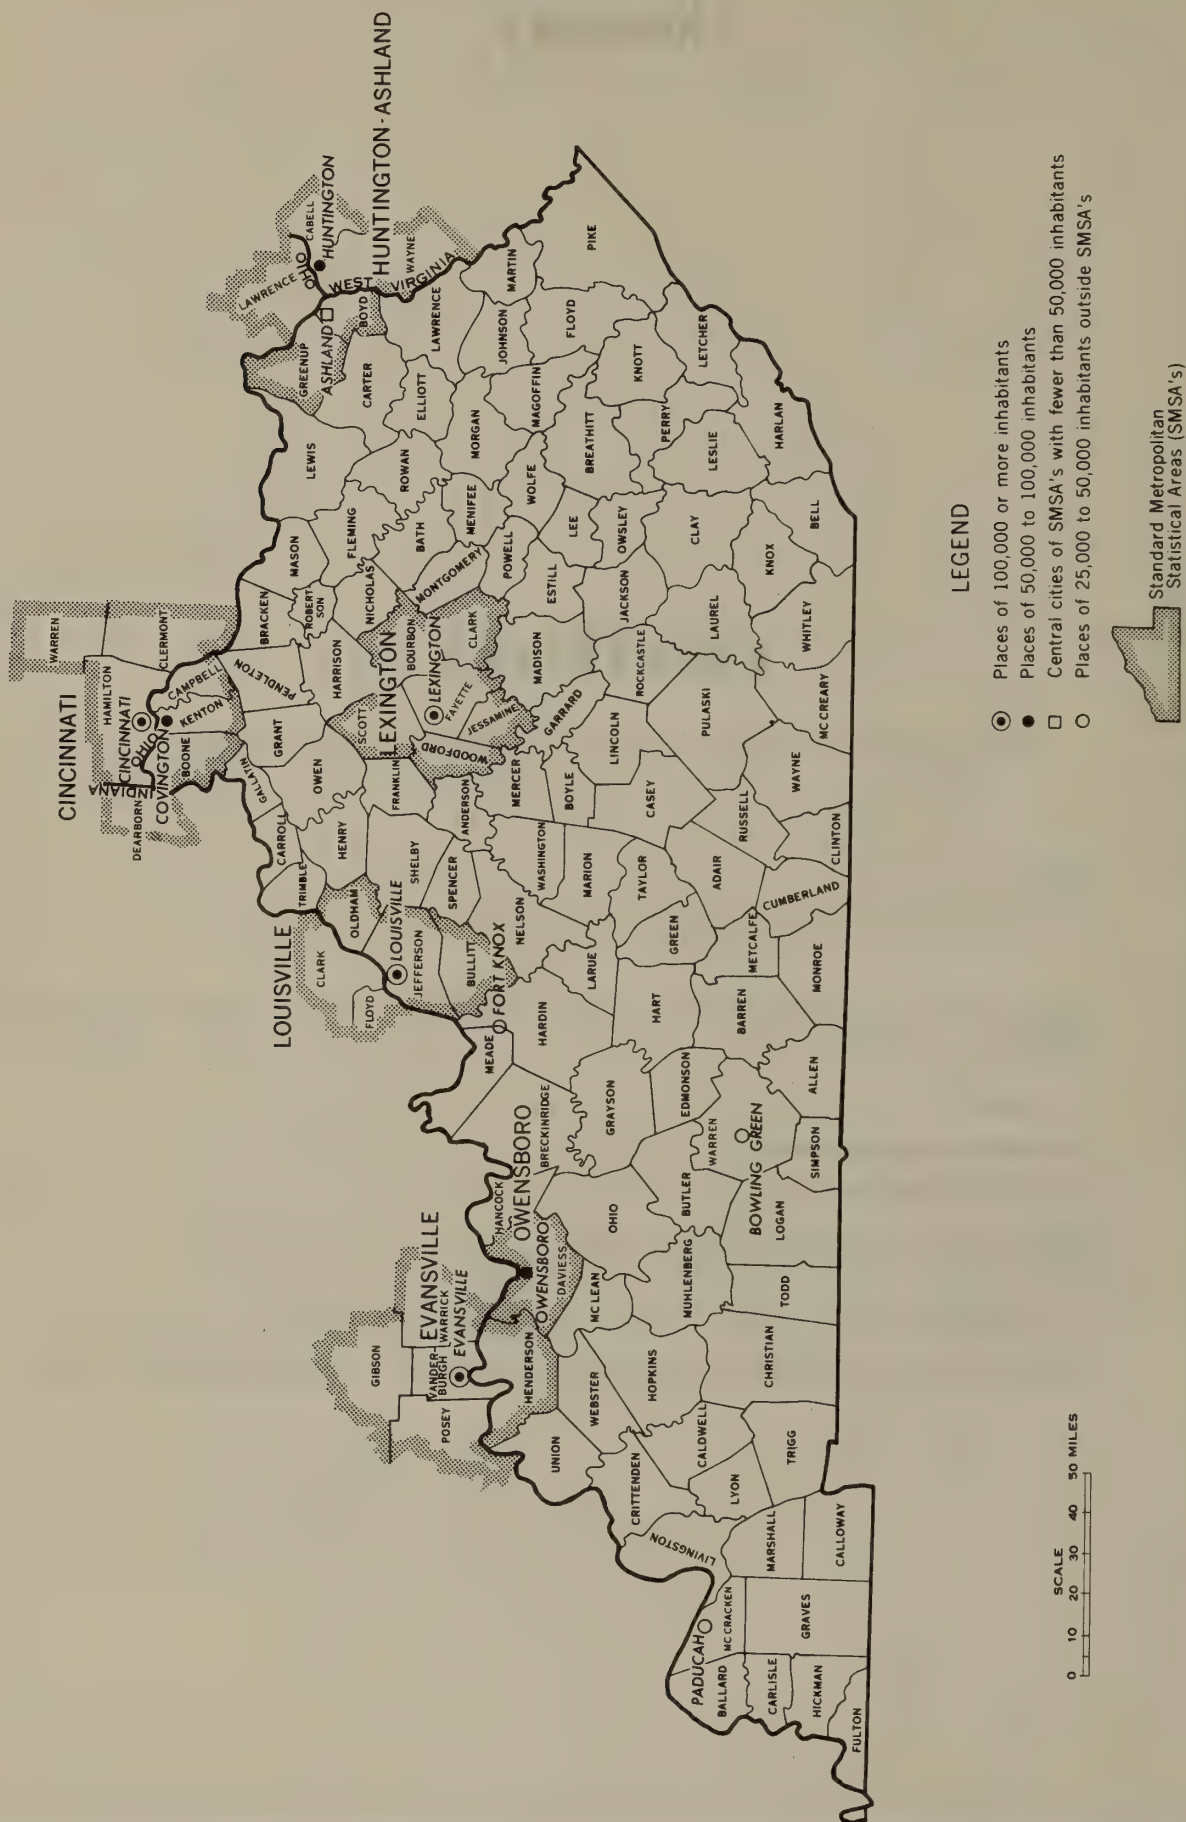 CINCINNATI
WARREN
HAMILTON
CLERMONT
CINCINNATI
OHIO
INDIANA
DEARBORN
COVINGTON
BOONE
KENTON
CAMPBELL
HUNTINGTON-ASHLAND
LAWRENCE
OHIO
CABELL
HUNTINGTON
WEST VIRGINIA
WAYNE
GREENUP
ASHLAND
BOYD
LOUISVILLE
CLARK
FLOYD
LOUISVILLE
JEFFERSON
OLDHAM
BULLITT
FORT KNOX
LEXINGTON
LEXINGTON
SCOTT
BOURBON
FAYETTE
CLARK
JESSAMINE
WOODFORD
EVANSVILLE
GIBSON
VANDER-
BURGH
WARRICK
EVANSVILLE
POSEY
HENDERSON
OWENSBORO
OWENSBORO
DAVIESS
HANCOCK
GALLATIN
CARROLL
TRIMBLE
HENRY
OWEN
GRANT
PENDLETON
BRACKEN
ROBERT-
SON
MASON
LEWIS
HARRISON
NICHOLAS
FLEMING
ROWAN
CARTER
ELLIOTT
LAWRENCE
MARTIN
JOHNSON
PIKE
FLOYD
MAGOFFIN
MORGAN
MENIFEE
BATH
MONTGOMERY
POWELL
WOLFE
BREATHITT
KNOTT
LETCHER
PERRY
LESLIE
HARLAN
BELL
KNOX
CLAY
OWSLEY
LEE
ESTILL
JACKSON
LAUREL
WHITLEY
MC CREARY
PULASKI
ROCKCASTLE
MADISON
GARRARD
LINCOLN
BOYLE
MERCER
ANDERSON
FRANKLIN
SHELBY
SPENCER
NELSON
WASHINGTON
MARION
CASEY
TAYLOR
RUSSELL
WAYNE
CLINTON
ADAIR
CUMBERLAND
GREEN
METCALFE
MONROE
LARUE
HARDIN
MEADE
BRECKINRIDGE
GRAYSON
HART
BARREN
EDMONSON
ALLEN
WARREN
BOWLING GREEN
SIMPSON
BUTLER
LOGAN
OHIO
MC LEAN
MUHLENBERG
TODD
CHRISTIAN
HOPKINS
WEBSTER
UNION
CRITTENDEN
CALDWELL
LYON
TRIGG
LIVINGSTON
MARSHALL
CALLOWAY
MC CRACKEN
PADUCAH
GRAVES
BALLARD
CARLISLE
HICKMAN
FULTON
SCALE
0 10 20 30 40 50 MILES
LEGEND
Places of 100,000 or more inhabitants
Places of 50,000 to 100,000 inhabitants
Central cities of SMSA's with fewer than 50,000 inhabitants
Places of 25,000 to 50,000 inhabitants outside SMSA's
Standard Metropolitan
Statistical Areas (SMSA's)